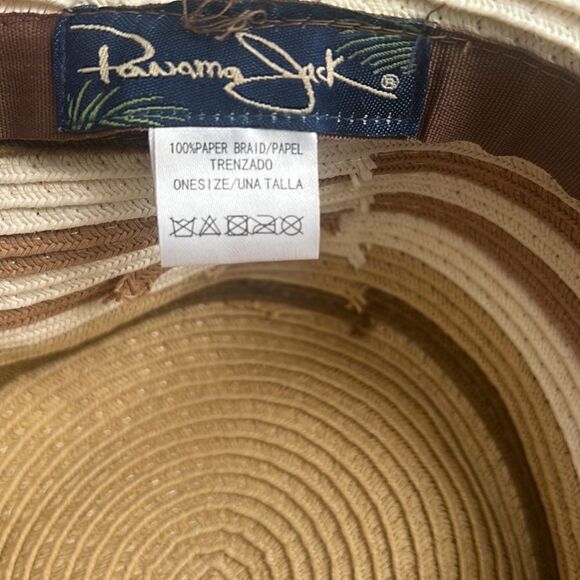 Panama Jack ®
100%PAPER BRAID/PAPEL
TRENZADO
ONESIZE/UNA TALLA